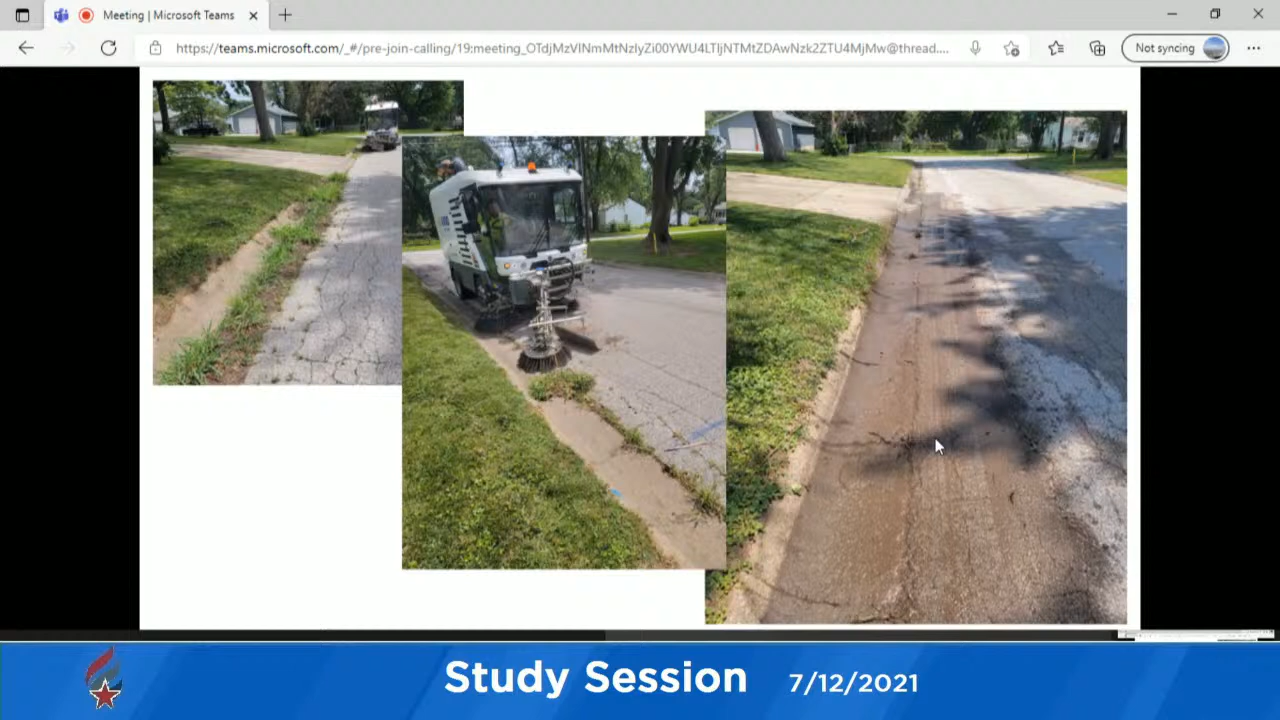 Meeting | Microsoft Teams
https://teams.microsoft.com/_#/pre-join-calling/19:meeting_OTdjMzVlNmMtNzlyZi00YWU4LTljNTMtZDAwNzk2ZTU4MjMw@thread....
Not syncing
Study Session 7/12/2021